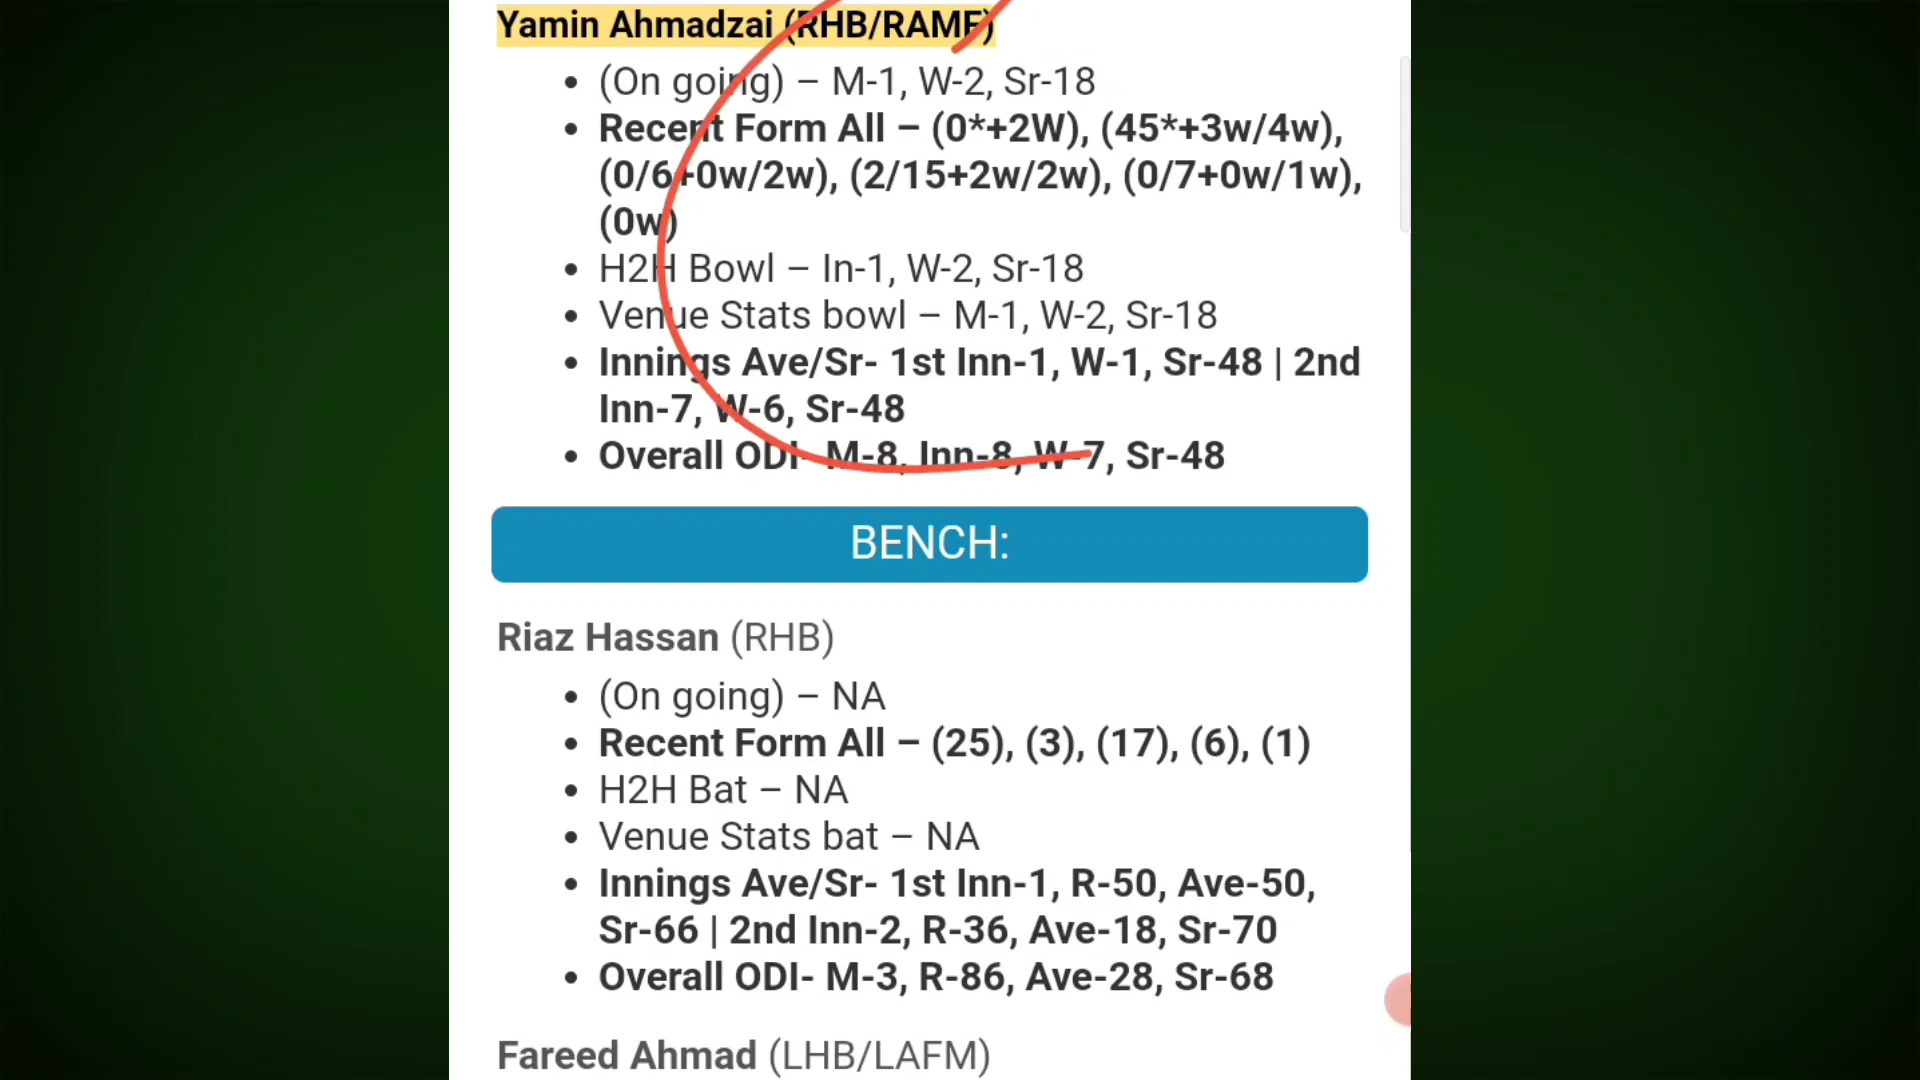 Yamin Ahmadzai (RHB/RAMF)
• (On going) – M-1, W-2, Sr-18
• Recent Form All – (0*+2W), (45*+3w/4w),
(0/6+0w/2w), (2/15+2w/2w), (0/7+0w/1w),
(0w)
• H2H Bowl – In-1, W-2, Sr-18
• Venue Stats bowl – M-1, W-2, Sr-18
• Innings Ave/Sr- 1st Inn-1, W-1, Sr-48 | 2nd
Inn-7, W-6, Sr-48
• Overall ODI- M-8, Inn-8, W-7, Sr-48
BENCH:
Riaz Hassan (RHB)
• (On going) – NA
• Recent Form All – (25), (3), (17), (6), (1)
• H2H Bat – NA
• Venue Stats bat – NA
• Innings Ave/Sr- 1st Inn-1, R-50, Ave-50,
Sr-66 | 2nd Inn-2, R-36, Ave-18, Sr-70
• Overall ODI- M-3, R-86, Ave-28, Sr-68
Fareed Ahmad (LHB/LAFM)